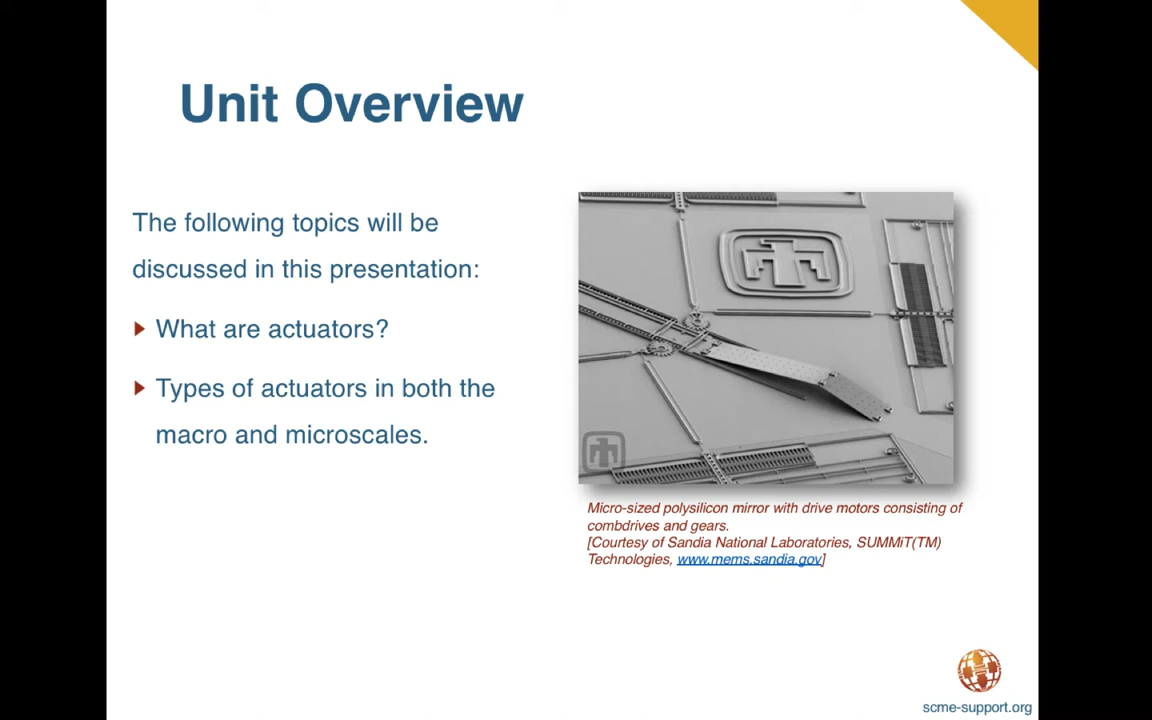 Unit Overview
The following topics will be
discussed in this presentation:
What are actuators?
Types of actuators in both the
macro and microscales.
Micro-sized polysilicon mirror with drive motors consisting of
combdrives and gears.
[Courtesy of Sandia National Laboratories, SUMMiT(TM)
Technologies, www.mems.sandia.gov]
scme-support.org